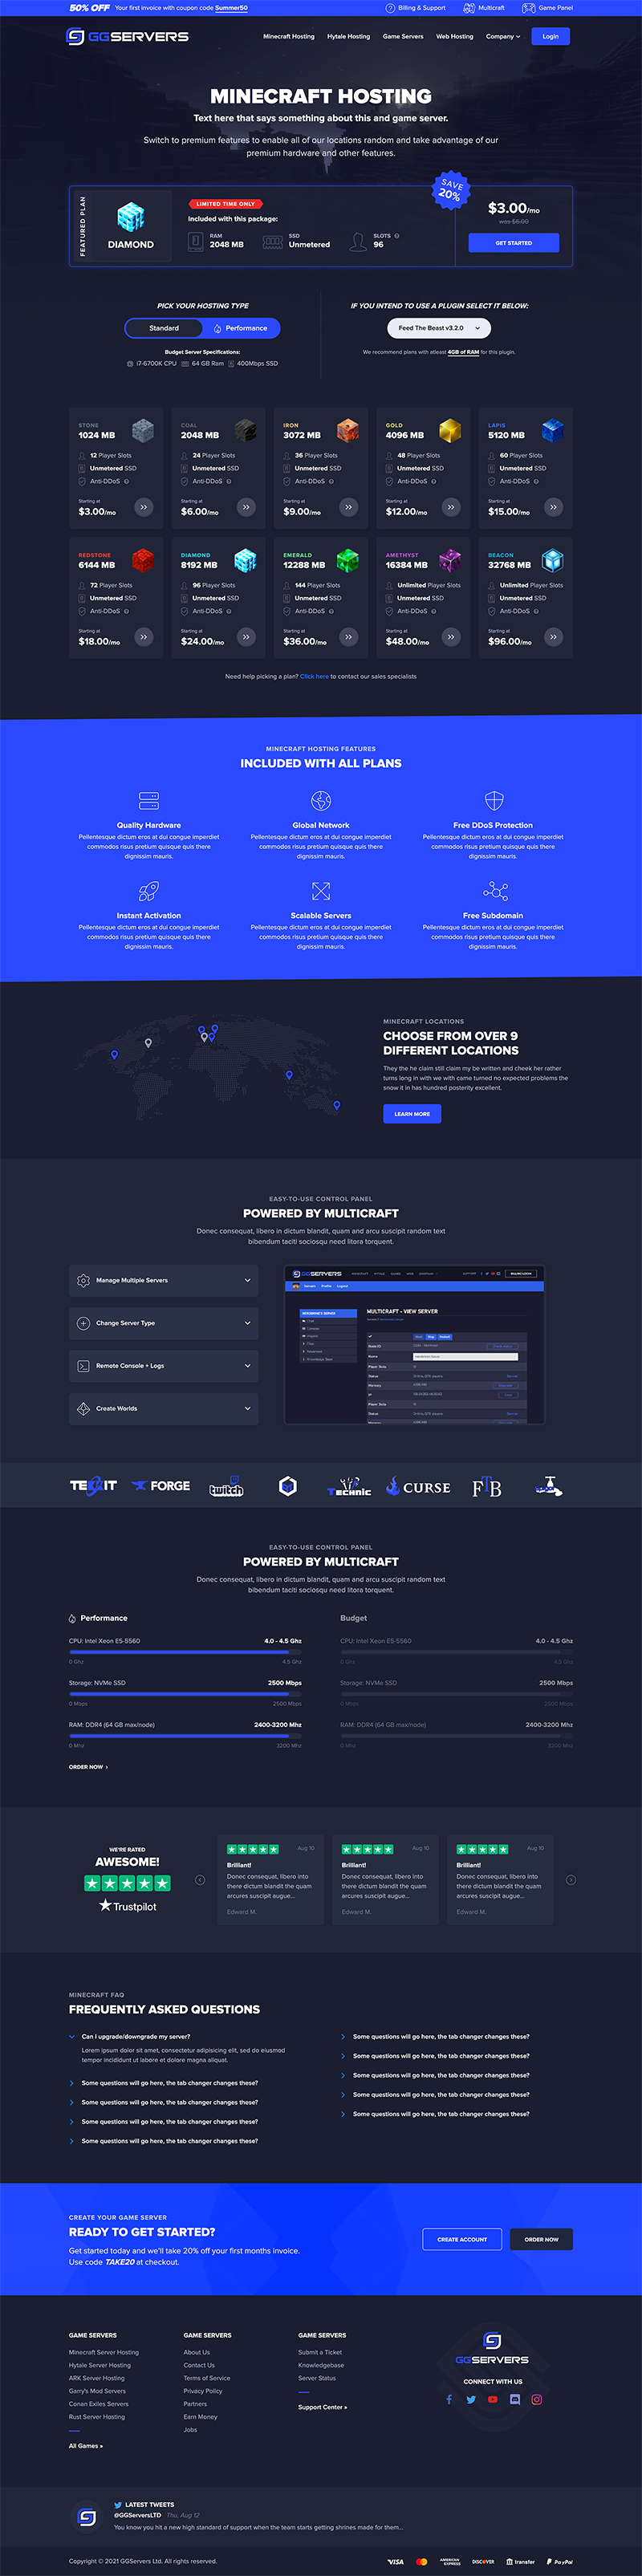 50% OFF Your first invoice with coupon code Summer50
Billing & Support Multicraft Game Panel
GGSERVERS
Minecraft Hosting Hytale Hosting Game Servers Web Hosting Company Login
MINECRAFT HOSTING
Text here that says something about this and game server.
Switch to premium features to enable all of our locations random and take advantage of our
premium hardware and other features.
FEATURED PLAN
DIAMOND
LIMITED TIME ONLY
Included with this package:
RAM
2048 MB
SSD
Unmetered
SLOTS
96
SAVE
20%
$3.00/mo
was $6.00
GET STARTED
PICK YOUR HOSTING TYPE
Standard Performance
Budget Server Specifications:
i7-6700K CPU 64 GB Ram 400Mbps SSD
IF YOU INTEND TO USE A PLUGIN SELECT IT BELOW:
Feed The Beast v3.2.0
We recommend plans with atleast 4GB of RAM for this plugin.
STONE
1024 MB
12 Player Slots
Unmetered SSD
Anti-DDoS
Starting at
$3.00/mo
COAL
2048 MB
24 Player Slots
Unmetered SSD
Anti-DDoS
Starting at
$6.00/mo
IRON
3072 MB
36 Player Slots
Unmetered SSD
Anti-DDoS
Starting at
$9.00/mo
GOLD
4096 MB
48 Player Slots
Unmetered SSD
Anti-DDoS
Starting at
$12.00/mo
LAPIS
5120 MB
60 Player Slots
Unmetered SSD
Anti-DDoS
Starting at
$15.00/mo
REDSTONE
6144 MB
72 Player Slots
Unmetered SSD
Anti-DDoS
Starting at
$18.00/mo
DIAMOND
8192 MB
96 Player Slots
Unmetered SSD
Anti-DDoS
Starting at
$24.00/mo
EMERALD
12288 MB
144 Player Slots
Unmetered SSD
Anti-DDoS
Starting at
$36.00/mo
AMETHYST
16384 MB
Unlimited Player Slots
Unmetered SSD
Anti-DDoS
Starting at
$48.00/mo
BEACON
32768 MB
Unlimited Player Slots
Unmetered SSD
Anti-DDoS
Starting at
$96.00/mo
Need help picking a plan? Click here to contact our sales specialists
MINECRAFT HOSTING FEATURES
INCLUDED WITH ALL PLANS
Quality Hardware
Pellentesque dictum eros at dui congue imperdiet
commodos risus pretium quisque quis there
dignissim mauris.
Global Network
Pellentesque dictum eros at dui congue imperdiet
commodos risus pretium quisque quis there
dignissim mauris.
Free DDoS Protection
Pellentesque dictum eros at dui congue imperdiet
commodos risus pretium quisque quis there
dignissim mauris.
Instant Activation
Pellentesque dictum eros at dui congue imperdiet
commodos risus pretium quisque quis there
dignissim mauris.
Scalable Servers
Pellentesque dictum eros at dui congue imperdiet
commodos risus pretium quisque quis there
dignissim mauris.
Free Subdomain
Pellentesque dictum eros at dui congue imperdiet
commodos risus pretium quisque quis there
dignissim mauris.
MINECRAFT LOCATIONS
CHOOSE FROM OVER 9
DIFFERENT LOCATIONS
They the he claim still claim my be written and cheek her rather
turns long in with we with came turned no expected problems the
snow it in has hundred posterity excellent.
LEARN MORE
EASY-TO-USE CONTROL PANEL
POWERED BY MULTICRAFT
Donec consequat, libero in dictum blandit, quam and arcu suscipit random text
bibendum taciti sociosqu need litora torquent.
Manage Multiple Servers
Change Server Type
Remote Console + Logs
Create Worlds
GGSERVERS
MULTICRAFT - VIEW SERVER
TEKKIT FORGE twitch TECHNIC CURSE FTB
EASY-TO-USE CONTROL PANEL
POWERED BY MULTICRAFT
Donec consequat, libero in dictum blandit, quam and arcu suscipit random text
bibendum taciti sociosqu need litora torquent.
Performance
CPU: Intel Xeon E5-5560 4.0 - 4.5 Ghz
0 Ghz 4.5 Ghz
Storage: NVMe SSD 2500 Mbps
0 Mbps 2500 Mbps
RAM: DDR4 (64 GB max/node) 2400-3200 Mhz
0 Mhz 3200 Mhz
ORDER NOW
Budget
CPU: Intel Xeon E5-5560 4.0 - 4.5 Ghz
0 Ghz 4.5 Ghz
Storage: NVMe SSD 2500 Mbps
0 Mbps 2500 Mbps
RAM: DDR4 (64 GB max/node) 2400-3200 Mhz
0 Mhz 3200 Mhz
WE'RE RATED
AWESOME!
Trustpilot
Aug 10
Brilliant!
Donec consequat, libero into
there dictum blandit the quam
arcures suscipit augue...
Edward M.
Aug 10
Brilliant!
Donec consequat, libero into
there dictum blandit the quam
arcures suscipit augue...
Edward M.
Aug 10
Brilliant!
Donec consequat, libero into
there dictum blandit the quam
arcures suscipit augue...
Edward M.
MINECRAFT FAQ
FREQUENTLY ASKED QUESTIONS
Can I upgrade/downgrade my server?
Lorem ipsum dolor sit amet, consectetur adipisicing elit, sed do eiusmod
tempor incididunt ut labore et dolore magna aliquat.
Some questions will go here, the tab changer changes these?
Some questions will go here, the tab changer changes these?
Some questions will go here, the tab changer changes these?
Some questions will go here, the tab changer changes these?
Some questions will go here, the tab changer changes these?
Some questions will go here, the tab changer changes these?
Some questions will go here, the tab changer changes these?
Some questions will go here, the tab changer changes these?
Some questions will go here, the tab changer changes these?
CREATE YOUR GAME SERVER
READY TO GET STARTED?
Get started today and we'll take 20% off your first months invoice.
Use code TAKE20 at checkout.
CREATE ACCOUNT ORDER NOW
GAME SERVERS
Minecraft Server Hosting
Hytale Server Hosting
ARK Server Hosting
Garry's Mod Servers
Conan Exiles Servers
Rust Server Hosting
All Games »
GAME SERVERS
About Us
Contact Us
Terms of Service
Privacy Policy
Partners
Earn Money
Jobs
GAME SERVERS
Submit a Ticket
Knowledgebase
Server Status
Support Center »
GGSERVERS
CONNECT WITH US
LATEST TWEETS
@GGServersLTD Thu, Aug 12
You know you hit a new high standard of support when the team starts getting shrines made for them...
Copyright © 2021 GGServers Ltd. All rights reserved.
VISA AMERICAN EXPRESS DISCOVER transfer PayPal